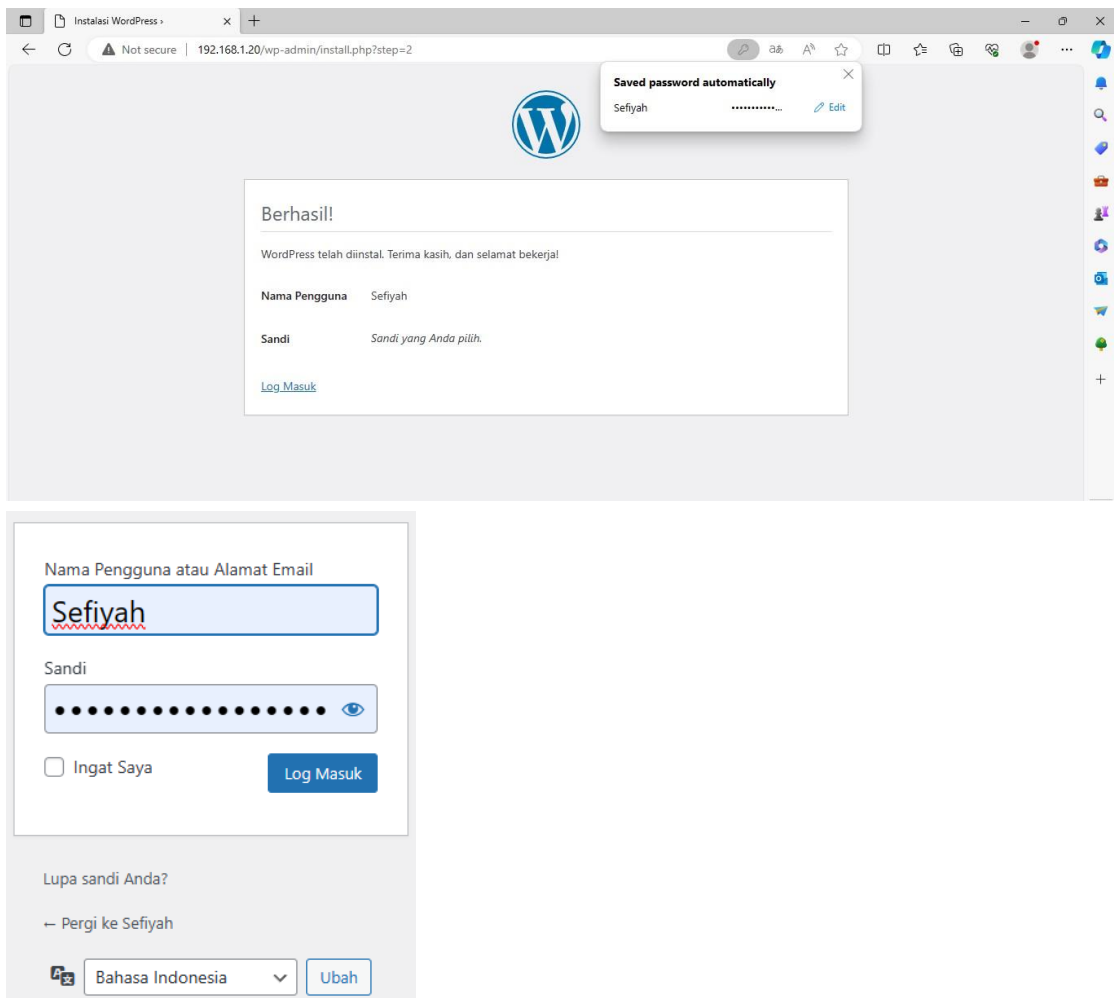 Instalasi WordPress ›
Not secure | 192.168.1.20/wp-admin/install.php?step=2
Saved password automatically
Sefiyah ••••••••••••... Edit
Berhasil!
WordPress telah diinstal. Terima kasih, dan selamat bekerja!
Nama Pengguna Sefiyah
Sandi Sandi yang Anda pilih.
Log Masuk
Nama Pengguna atau Alamat Email
Sefiyah
Sandi
•••••••••••••••••
Ingat Saya
Log Masuk
Lupa sandi Anda?
← Pergi ke Sefiyah
Bahasa Indonesia
Ubah